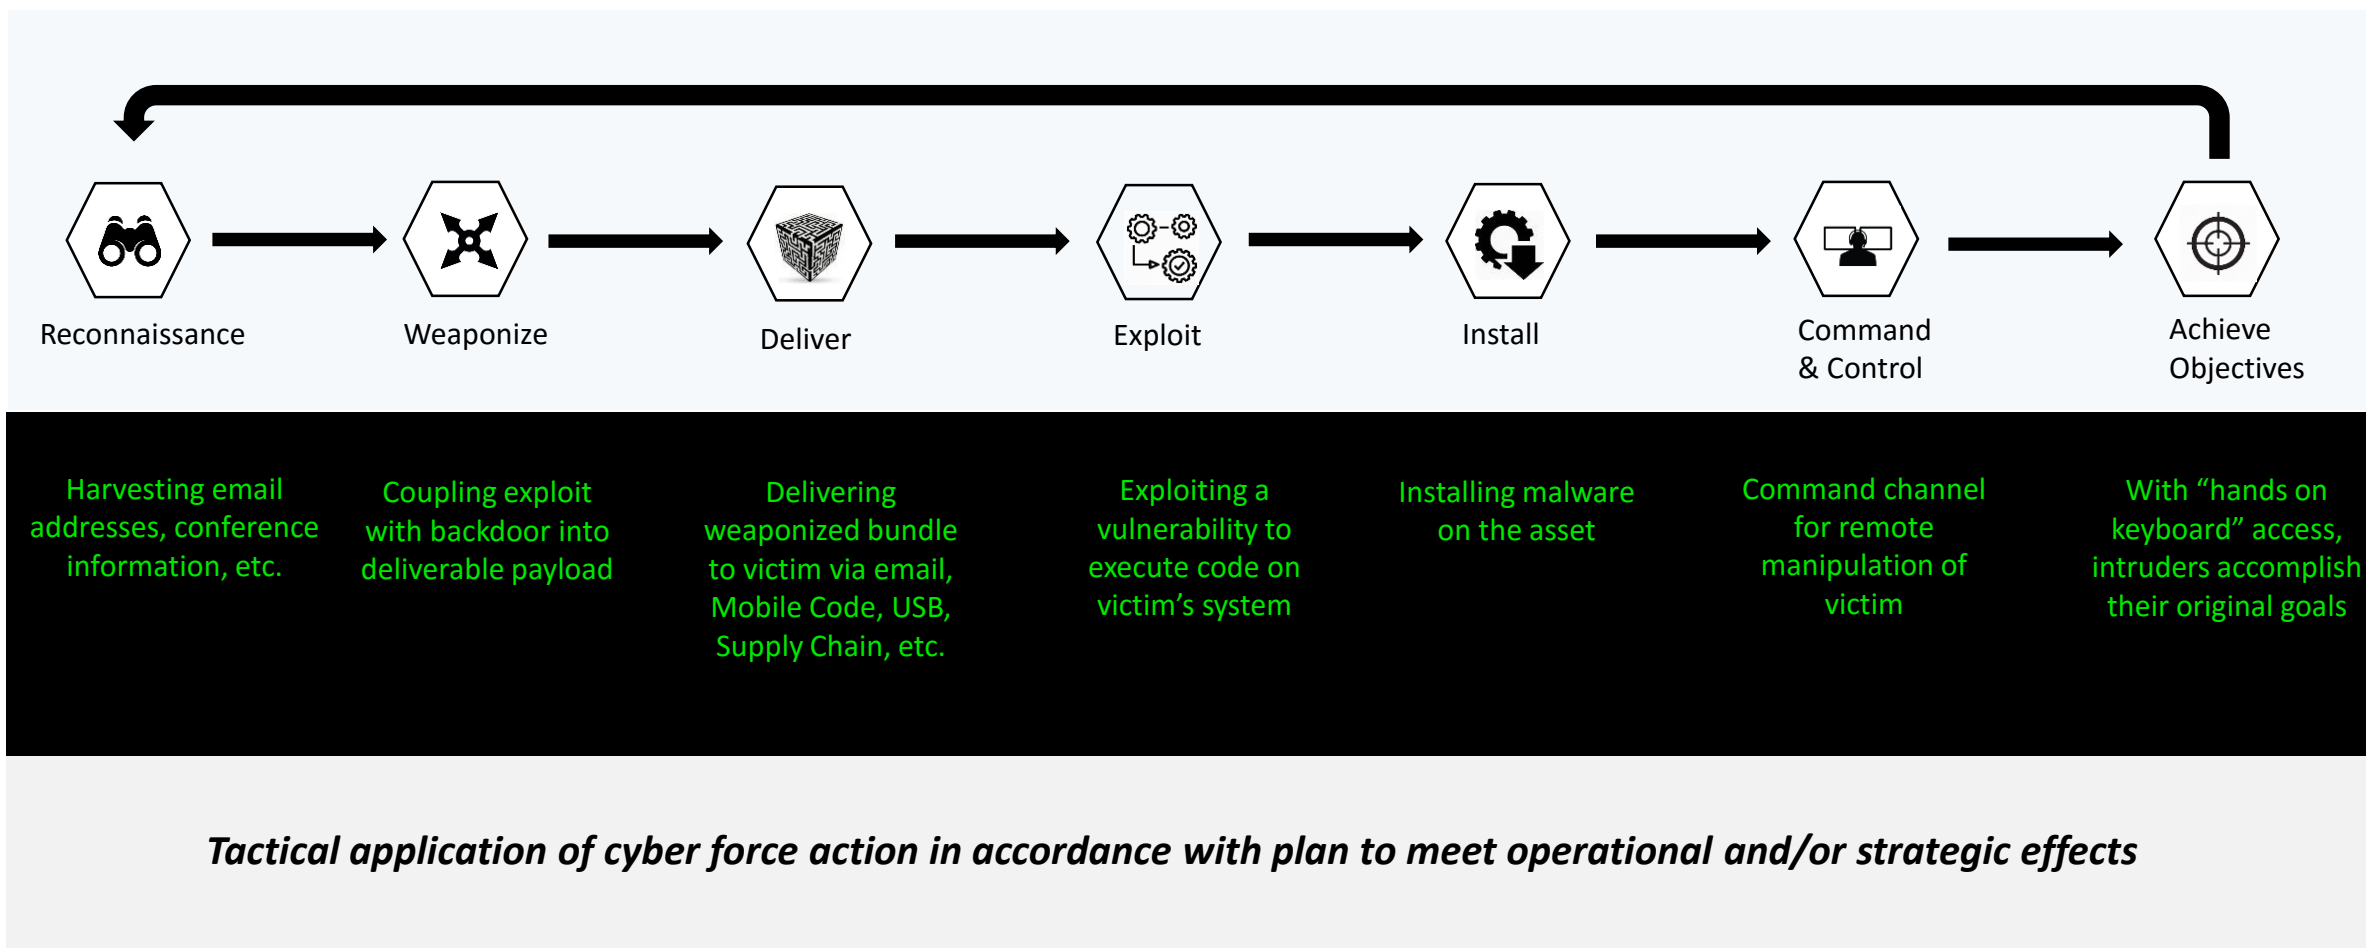 Reconnaissance
Weaponize
Deliver
Exploit
Install
Command
& Control
Achieve
Objectives
Harvesting email
addresses, conference
information, etc.
Coupling exploit
with backdoor into
deliverable payload
Delivering
weaponized bundle
to victim via email,
Mobile Code, USB,
Supply Chain, etc.
Exploiting a
vulnerability to
execute code on
victim’s system
Installing malware
on the asset
Command channel
for remote
manipulation of
victim
With “hands on
keyboard” access,
intruders accomplish
their original goals
Tactical application of cyber force action in accordance with plan to meet operational and/or strategic effects